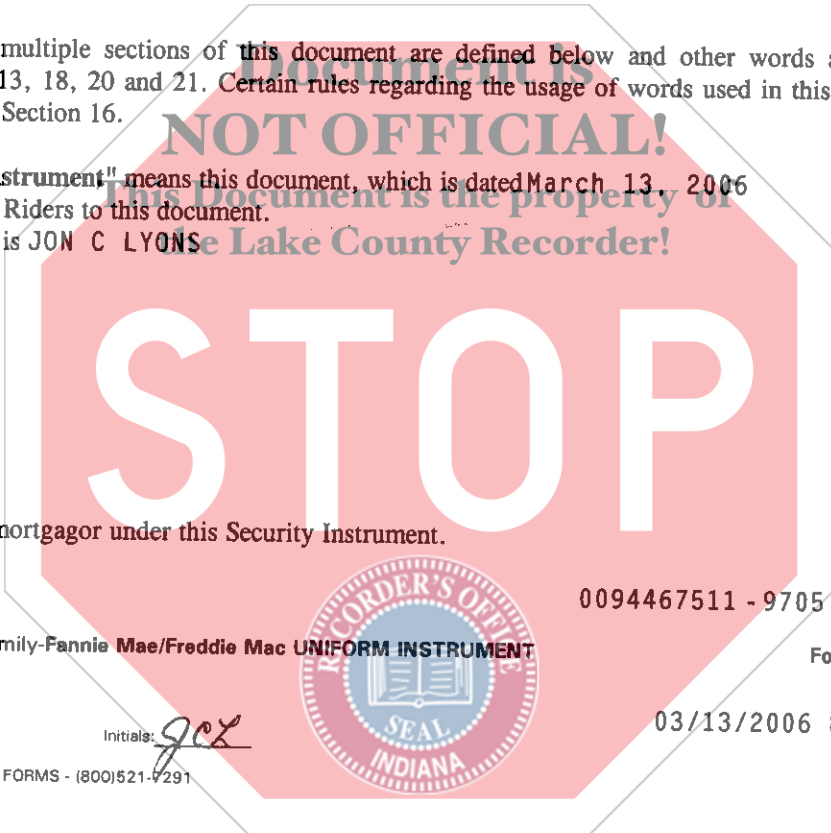 multiple sections of this document are defined below and other words
Document is
13, 18, 20 and 21. Certain rules regarding the usage of words used in this
Section 16.
NOT OFFICIAL!
strument" means this document, which is dated March 13, 2006
This Document is the property of
Riders to this document.
is JON C LYONS
the Lake County Recorder!
STOP
mortgagor under this Security Instrument.
0094467511 - 9705
mily-Fannie Mae/Freddie Mac UNIFORM INSTRUMENT
Fo
RECORDER'S OFFICE
SEAL
INDIANA
03/13/2006
Initials: JCL
FORMS - (800)521-7291